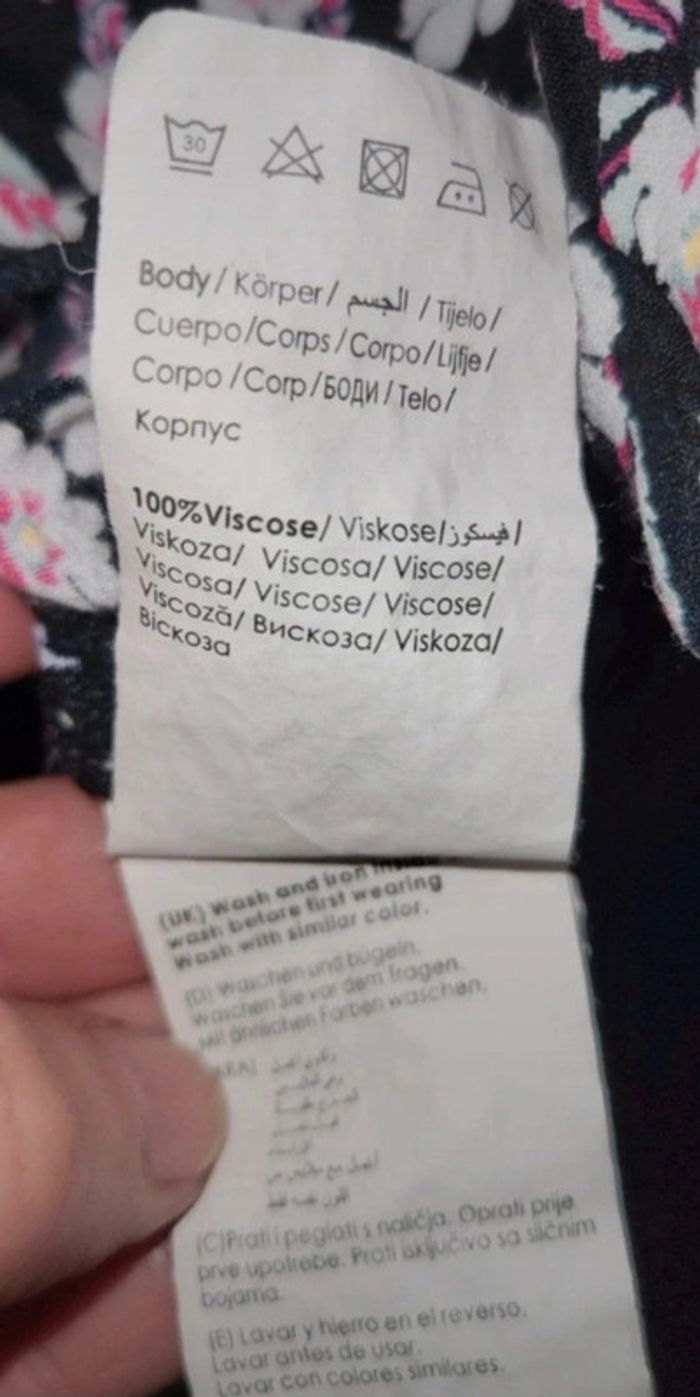 30
Body / Körper / الجسم / Tijelo /
Cuerpo/Corps/Corpo/Lijfje/
Corpo /Corp/БОДИ/Telo/
Корпус
100%Viscose/ Viskose/فيسكوز/
Viskoza/ Viscosa/ Viscose/
Viscosa/ Viscose/ Viscose/
Viscoză/ Вискоза/ Viskoza/
Віскоза
(UK) Wash and iron inside
wash before first wearing
Wash with similar color.
(D) Waschen und bügeln.
Waschen Sie vor dem Tragen.
Mit ähnlichen Farben waschen.
(C)Prati i peglati s naličja. Oprati prije
prve upotrebe. Prati isključivo sa sličnim
bojama.
(E) Lavar y hierro en el reverso.
Lavar antes de usar.
Lavar con colores similares.